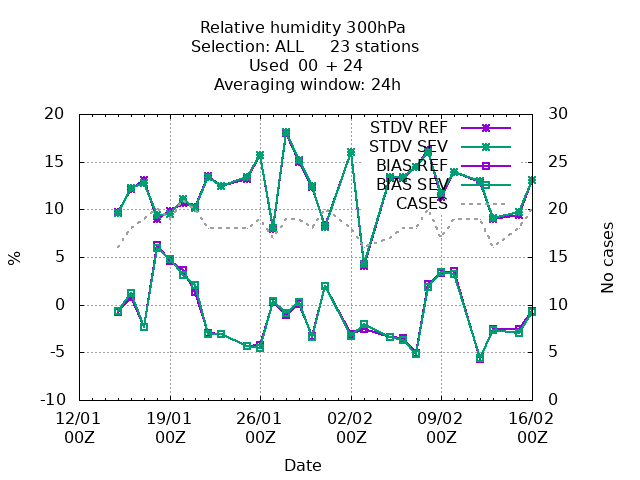 Relative humidity 300hPa
Selection: ALL 23 stations
Used 00 + 24
Averaging window: 24h
20
15
10
5
0
-5
-10
%
30
25
20
15
10
5
0
No cases
STDV REF
STDV SEV
BIAS REF
BIAS SEV
CASES
12/01 19/01 26/01 02/02 09/02 16/02
00Z 00Z 00Z 00Z 00Z 00Z
Date